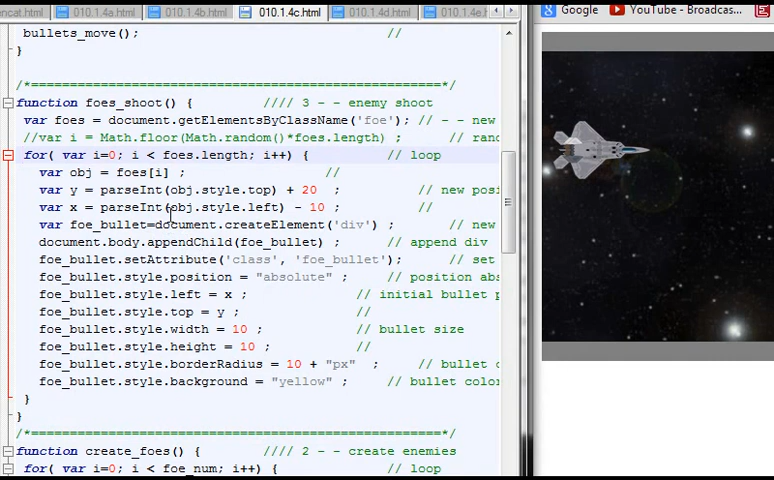 ncat.html 010.1.4a.html 010.1.4b.html 010.1.4c.html 010.1.4d.html 010.1.4e.html
Google YouTube - Broadcas...
bullets_move(); //
}
/*===============================================*/
function foes_shoot() { //// 3 - - enemy shoot
var foes = document.getElementsByClassName('foe'); // - - new
//var i = Math.floor(Math.random()*foes.length) ; // rand
for( var i=0; i < foes.length; i++) { // loop
var obj = foes[i] ; //
var y = parseInt(obj.style.top) + 20 ; // new posi
var x = parseInt(obj.style.left) - 10 ; //
var foe_bullet=document.createElement('div') ; // new
document.body.appendChild(foe_bullet) ; // append div
foe_bullet.setAttribute('class', 'foe_bullet'); // set
foe_bullet.style.position = "absolute" ; // position abs
foe_bullet.style.left = x ; // initial bullet p
foe_bullet.style.top = y ; //
foe_bullet.style.width = 10 ; // bullet size
foe_bullet.style.height = 10 ; //
foe_bullet.style.borderRadius = 10 + "px" ; // bullet c
foe_bullet.style.background = "yellow" ; // bullet color
}
}
/*===============================================*/
function create_foes() { //// 2 - - create enemies
for( var i=0; i < foe_num; i++) { // loop